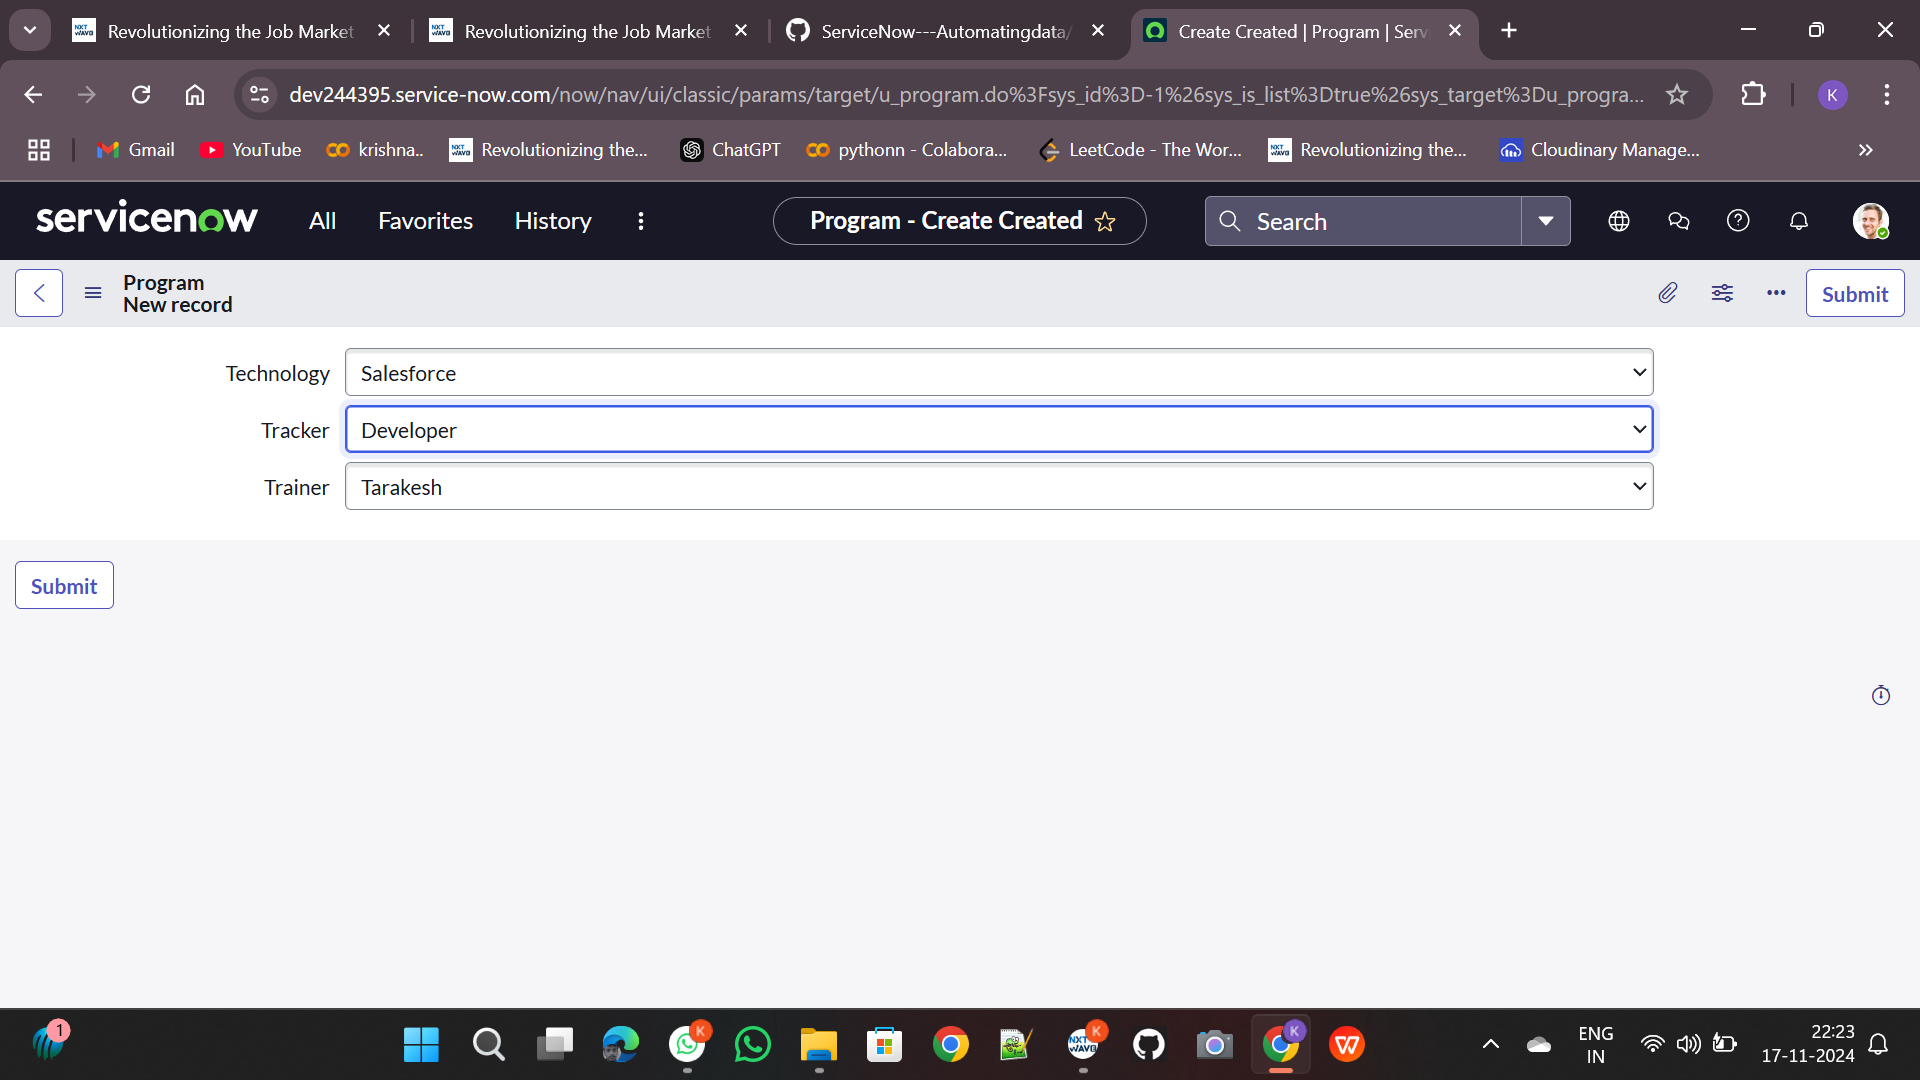 Revolutionizing the Job Market
Revolutionizing the Job Market
ServiceNow---Automatingdata/
Create Created | Program | Serv
dev244395.service-now.com/now/nav/ui/classic/params/target/u_program.do%3Fsys_id%3D-1%26sys_is_list%3Dtrue%26sys_target%3Du_progra...
K
Gmail
YouTube
krishna..
Revolutionizing the...
ChatGPT
pythonn - Colabora...
LeetCode - The Wor...
Revolutionizing the...
Cloudinary Manage...
servicenow
All
Favorites
History
Program - Create Created
Search
Program
New record
Submit
Technology
Salesforce
Tracker
Developer
Trainer
Tarakesh
Submit
1
K
NXT
WAVE
K
K
W
ENG
IN
22:23
17-11-2024